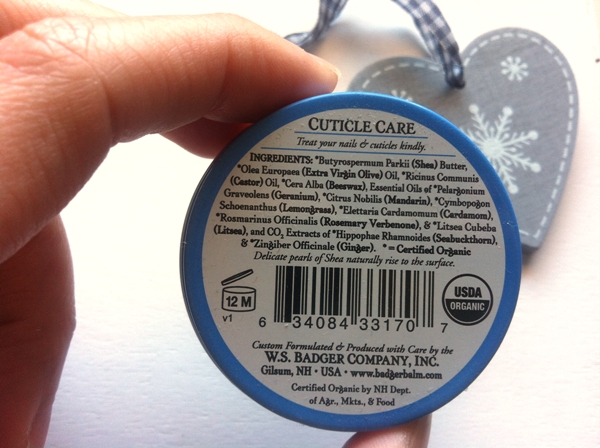 CUTICLE CARE
Treat your nails & cuticles kindly.
INGREDIENTS: *Butyrospermum Parkii (Shea) Butter,
*Olea Europaea (Extra Virgin Olive) Oil, *Ricinus Communis
(Castor) Oil, *Cera Alba (Beeswax), Essential Oils of *Pelargonium
Graveolens (Geranium), *Citrus Nobilis (Mandarin), *Cymbopogon
Schoenanthus (Lemongrass), *Elettaria Cardamomum (Cardamom),
*Rosmarinus Officinalis (Rosemary Verbenone), & *Litsea Cubeba
(Litsea), and CO2 Extracts of *Hippophae Rhamnoides (Seabuckthorn),
& *Zingiber Officinale (Ginger). * = Certified Organic
Delicate pearls of Shea naturally rise to the surface.
12 M
v1
6 34084 33170 7
USDA
ORGANIC
Custom Formulated & Produced with Care by the
W.S. BADGER COMPANY, INC.
Gilsum, NH • USA • www.badgerbalm.com
Certified Organic by NH Dept.
of Agr., Mkts., & Food